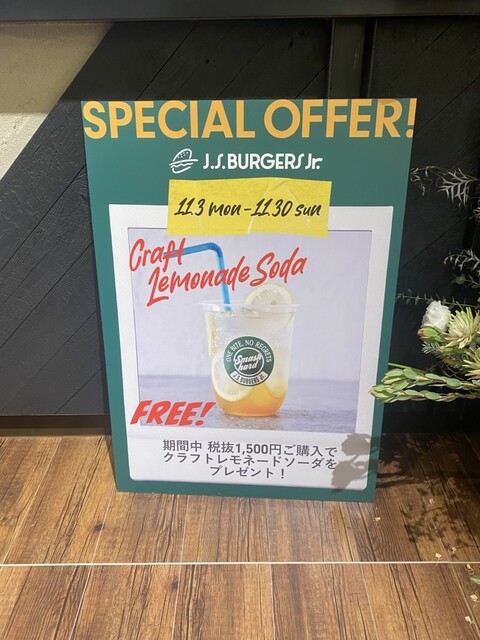 SPECIAL OFFER!
J.S. BURGERS Jr.
11.3 mon - 11.30 sun
Craft
Lemonade Soda
ONE BITE, NO REGRETS
Smash
hard
J.S. BURGERS JR.
FREE!
期間中 税抜1,500円ご購入で
クラフトレモネードソーダを
プレゼント！